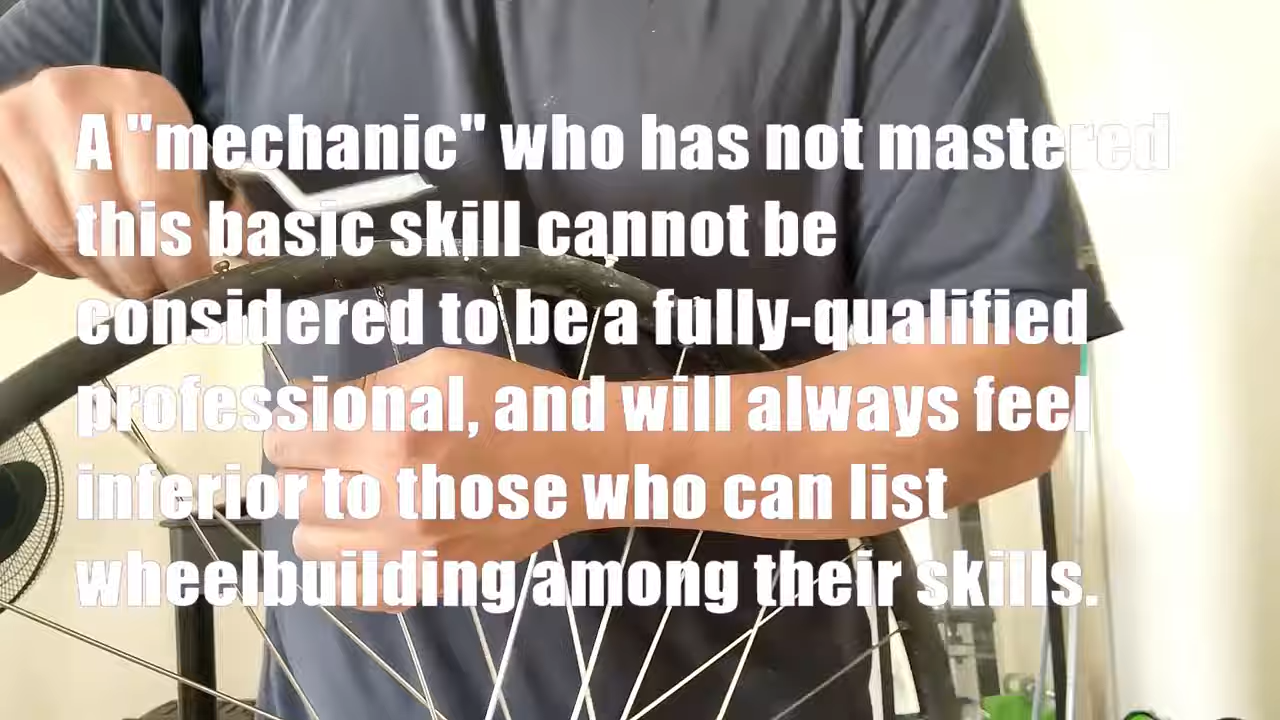 A "mechanic" who has not mastered
this basic skill cannot be
considered to be a fully-qualified
professional, and will always feel
inferior to those who can list
wheelbuilding among their skills.